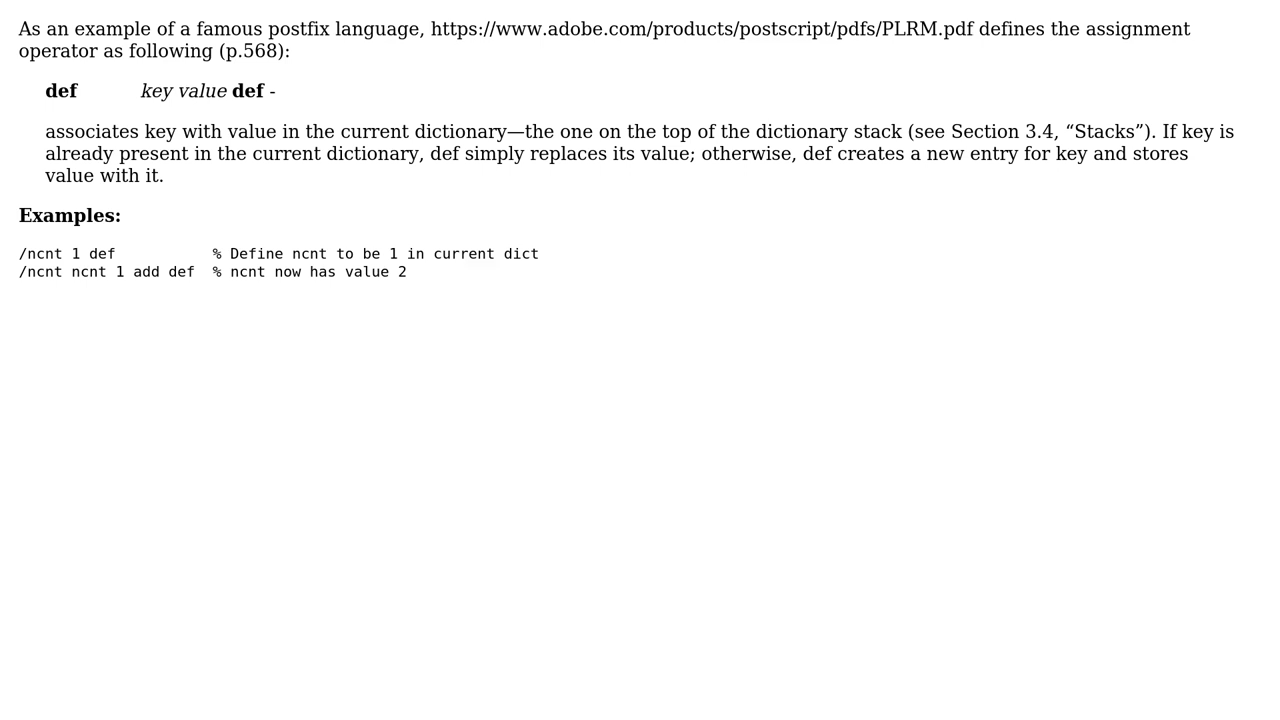 As an example of a famous postfix language, https://www.adobe.com/products/postscript/pdfs/PLRM.pdf defines the assignment
operator as following (p.568):
def key value def -
associates key with value in the current dictionary—the one on the top of the dictionary stack (see Section 3.4, “Stacks”). If key is
already present in the current dictionary, def simply replaces its value; otherwise, def creates a new entry for key and stores
value with it.
Examples:
/ncnt 1 def           % Define ncnt to be 1 in current dict
/ncnt ncnt 1 add def  % ncnt now has value 2